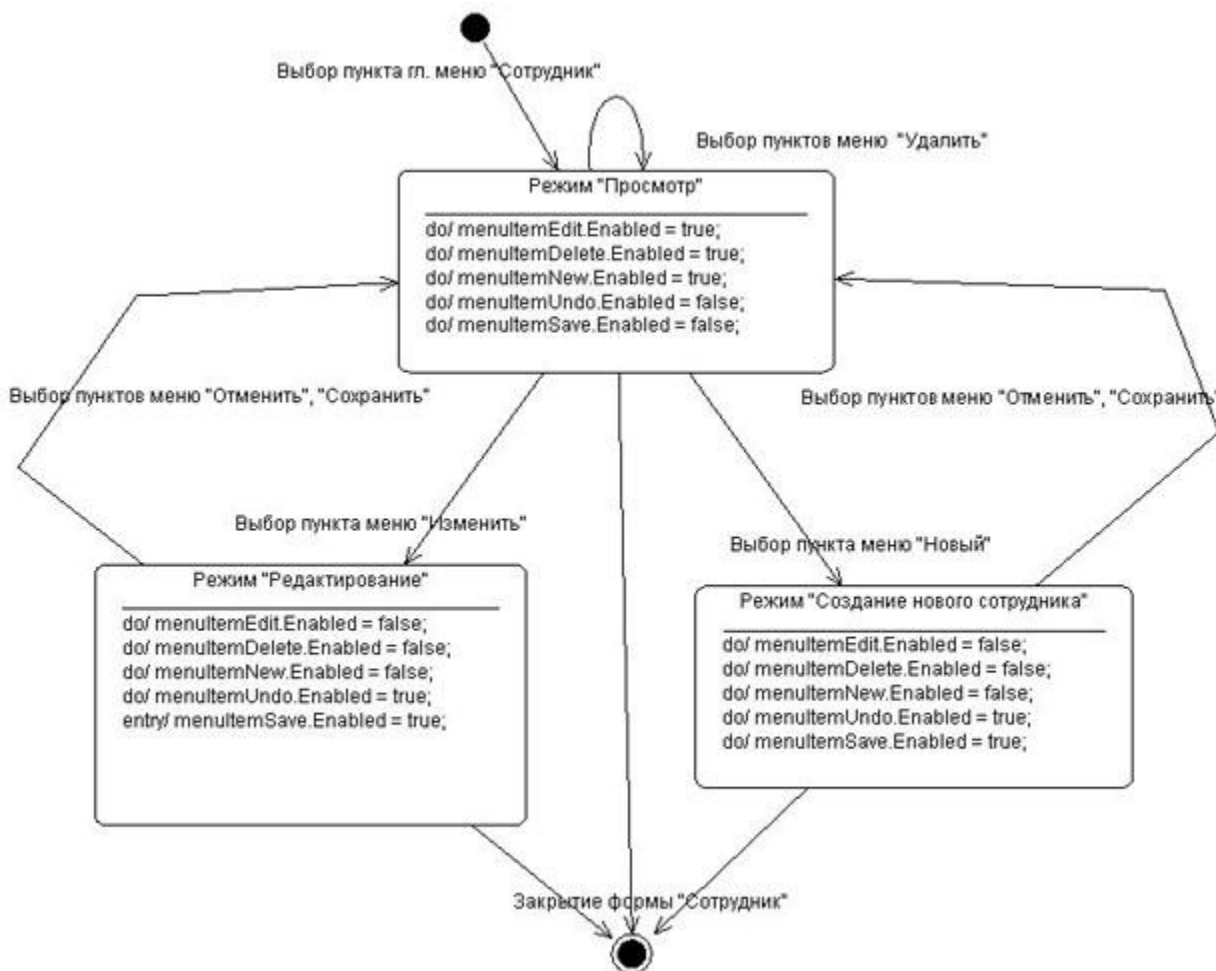 Выбор пункта гл. меню "Сотрудник"
Выбор пунктов меню "Удалить"
Режим "Просмотр"
do/ menuItemEdit.Enabled = true;
do/ menuItemDelete.Enabled = true;
do/ menuItemNew.Enabled = true;
do/ menuItemUndo.Enabled = false;
do/ menuItemSave.Enabled = false;
Выбор пунктов меню "Отменить", "Сохранить"
Выбор пунктов меню "Отменить", "Сохранить"
Выбор пункта меню "Изменить"
Выбор пункта меню "Новый"
Режим "Редактирование"
do/ menuItemEdit.Enabled = false;
do/ menuItemDelete.Enabled = false;
do/ menuItemNew.Enabled = false;
do/ menuItemUndo.Enabled = true;
entry/ menuItemSave.Enabled = true;
Режим "Создание нового сотрудника"
do/ menuItemEdit.Enabled = false;
do/ menuItemDelete.Enabled = false;
do/ menuItemNew.Enabled = false;
do/ menuItemUndo.Enabled = true;
do/ menuItemSave.Enabled = true;
Закрытие формы "Сотрудник"